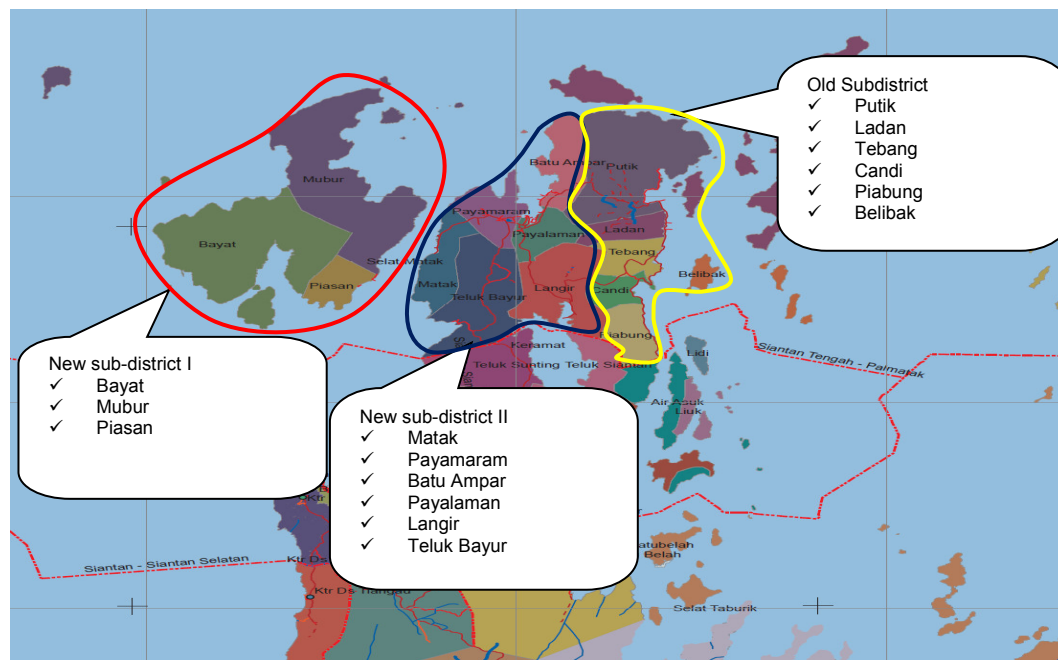 Old Subdistrict
✓ Putik
✓ Ladan
✓ Tebang
✓ Candi
✓ Piabung
✓ Belibak
Batu Ampar
Putik
Mubur
Payamaram
Payalaman
Ladan
Bayat
Selat Matak
Tebang
Belibak
Piasan
Matak
Teluk Bayur
Langir
Candi
Piabung
Keramat
Teluk Sunting
Teluk Siantan
Lidi
Siantan Tengah - Palmatak
Air Asuk
Liuk
New sub-district I
✓ Bayat
✓ Mubur
✓ Piasan
New sub-district II
✓ Matak
✓ Payamaram
✓ Batu Ampar
✓ Payalaman
✓ Langir
✓ Teluk Bayur
Ktr
Siantan - Siantan Selatan
Ktr Ds
Ktr Ds Tiangau
Belah
Selat Taburik